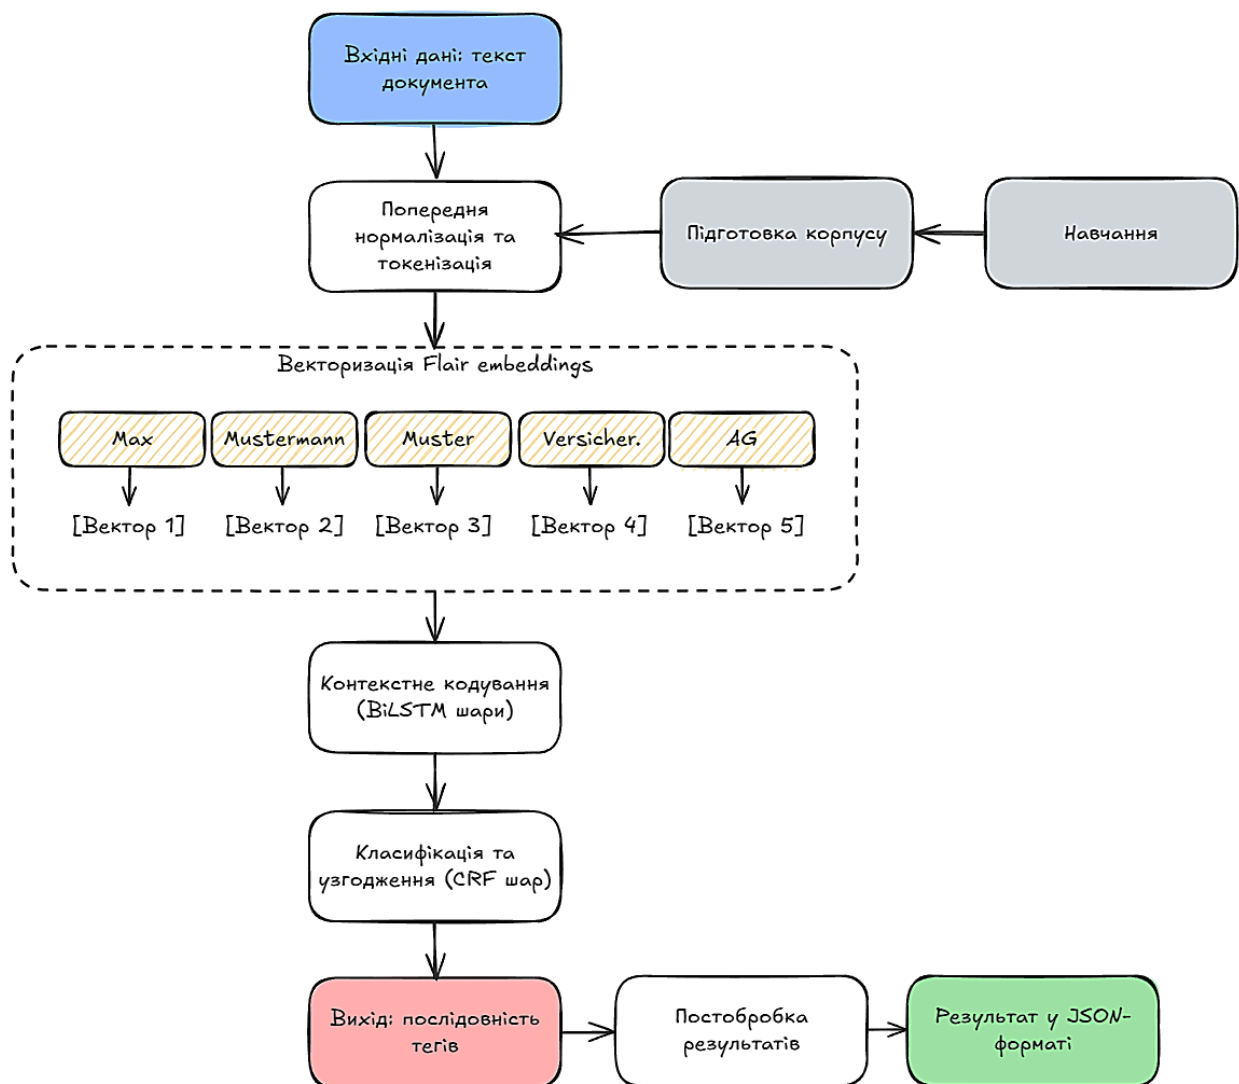 Вхідні дані: текст
документа
Попередня
нормалізація та
токенізація
Підготовка корпусу
Навчання
Векторизація Flair embeddings
Max
Mustermann
Muster
Versicher.
AG
[Вектор 1]
[Вектор 2]
[Вектор 3]
[Вектор 4]
[Вектор 5]
Контекстне кодування
(BiLSTM шари)
Класифікація та
узгодження (CRF шар)
Вихід: послідовність
тегів
Постобробка
результатів
Результат у JSON-
форматі